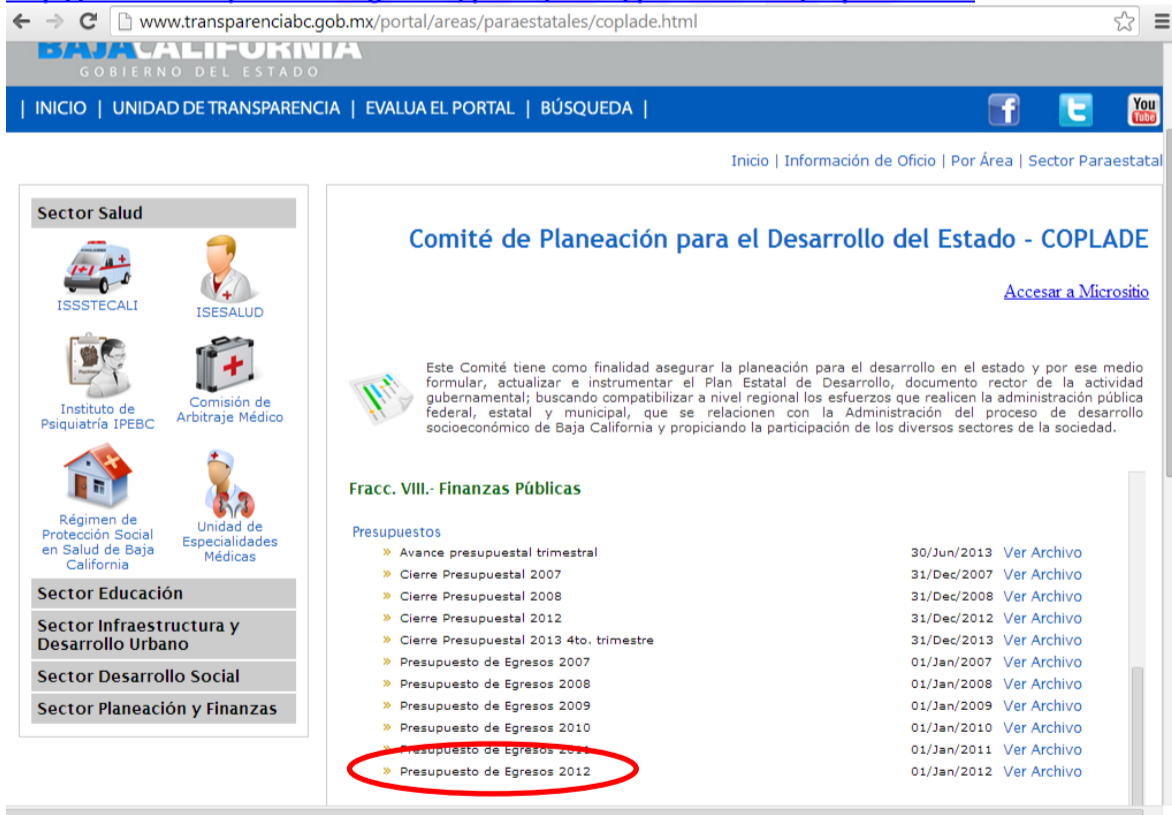 www.transparenciabc.gob.mx/portal/areas/paraestatales/coplade.html
BAJACALIFORNIA
GOBIERNO DEL ESTADO
| INICIO | UNIDAD DE TRANSPARENCIA | EVALUA EL PORTAL | BÚSQUEDA |
f t You Tube
Inicio | Información de Oficio | Por Área | Sector Paraestatal
Sector Salud
ISSSTECALI
ISESALUD
Instituto de
Psiquiatría IPEBC
Comisión de
Arbitraje Médico
Régimen de
Protección Social
en Salud de Baja
California
Unidad de
Especialidades
Médicas
Sector Educación
Sector Infraestructura y
Desarrollo Urbano
Sector Desarrollo Social
Sector Planeación y Finanzas
Comité de Planeación para el Desarrollo del Estado - COPLADE
Accesar a Micrositio
Este Comité tiene como finalidad asegurar la planeación para el desarrollo en el estado y por ese medio
formular, actualizar e instrumentar el Plan Estatal de Desarrollo, documento rector de la actividad
gubernamental; buscando compatibilizar a nivel regional los esfuerzos que realicen la administración pública
federal, estatal y municipal, que se relacionen con la Administración del proceso de desarrollo
socioeconómico de Baja California y propiciando la participación de los diversos sectores de la sociedad.
Fracc. VIII.- Finanzas Públicas
Presupuestos
» Avance presupuestal trimestral 30/Jun/2013 Ver Archivo
» Cierre Presupuestal 2007 31/Dec/2007 Ver Archivo
» Cierre Presupuestal 2008 31/Dec/2008 Ver Archivo
» Cierre Presupuestal 2012 31/Dec/2012 Ver Archivo
» Cierre Presupuestal 2013 4to. trimestre 31/Dec/2013 Ver Archivo
» Presupuesto de Egresos 2007 01/Jan/2007 Ver Archivo
» Presupuesto de Egresos 2008 01/Jan/2008 Ver Archivo
» Presupuesto de Egresos 2009 01/Jan/2009 Ver Archivo
» Presupuesto de Egresos 2010 01/Jan/2010 Ver Archivo
» Presupuesto de Egresos 2011 01/Jan/2011 Ver Archivo
» Presupuesto de Egresos 2012 01/Jan/2012 Ver Archivo